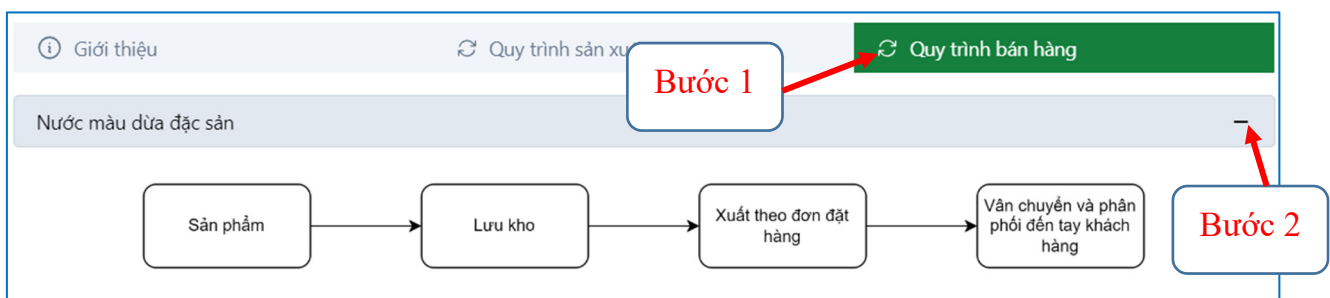 Giới thiệu
Quy trình sản xu
Quy trình bán hàng
Bước 1
Nước màu dừa đặc sản
Sản phẩm
Lưu kho
Xuất theo đơn đặt
hàng
Vân chuyển và phân
phối đến tay khách
hàng
Bước 2